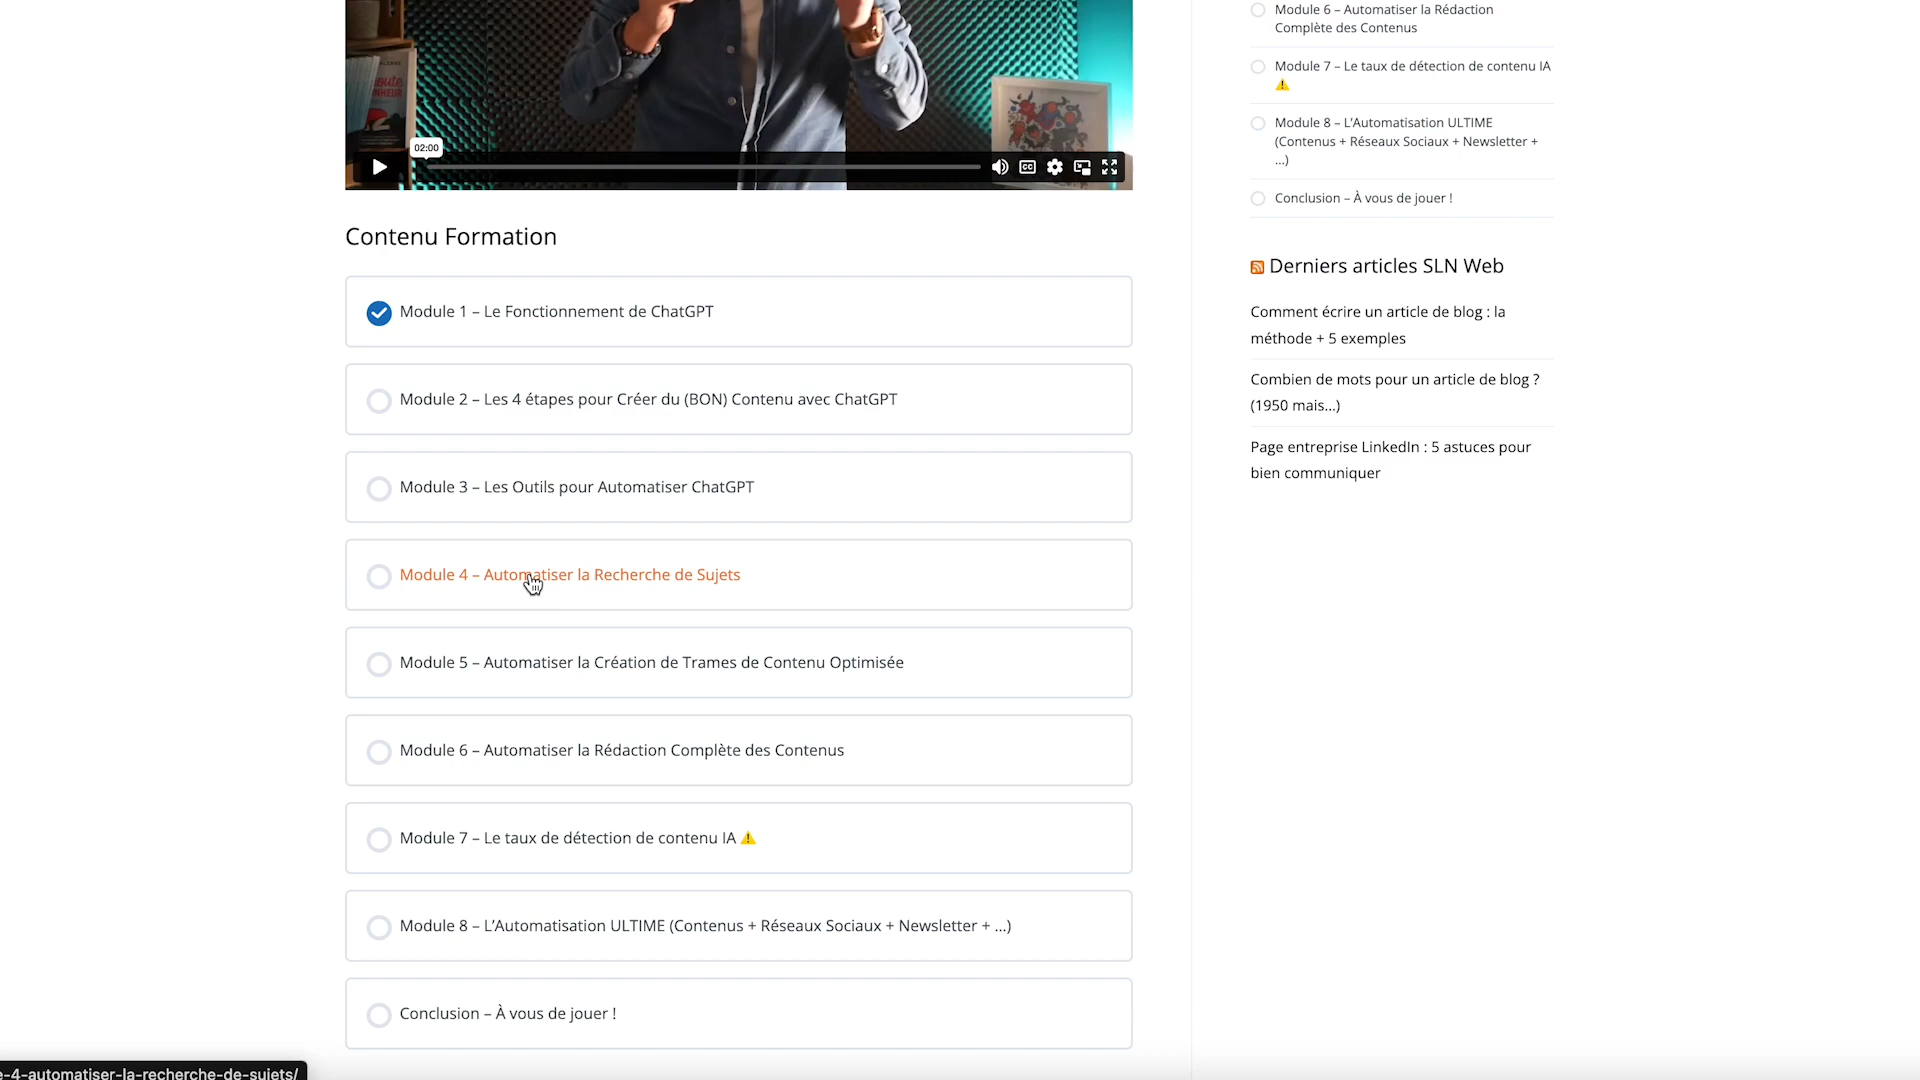 02:00
Contenu Formation
Module 1 – Le Fonctionnement de ChatGPT
Module 2 – Les 4 étapes pour Créer du (BON) Contenu avec ChatGPT
Module 3 – Les Outils pour Automatiser ChatGPT
Module 4 – Automatiser la Recherche de Sujets
Module 5 – Automatiser la Création de Trames de Contenu Optimisée
Module 6 – Automatiser la Rédaction Complète des Contenus
Module 7 – Le taux de détection de contenu IA ⚠
Module 8 – L’Automatisation ULTIME (Contenus + Réseaux Sociaux + Newsletter + …)
Conclusion – À vous de jouer !
Module 6 – Automatiser la Rédaction
Complète des Contenus
Module 7 – Le taux de détection de contenu IA
⚠
Module 8 – L’Automatisation ULTIME
(Contenus + Réseaux Sociaux + Newsletter +
…)
Conclusion – À vous de jouer !
Derniers articles SLN Web
Comment écrire un article de blog : la
méthode + 5 exemples
Combien de mots pour un article de blog ?
(1950 mais…)
Page entreprise LinkedIn : 5 astuces pour
bien communiquer
e-4-automatiser-la-recherche-de-sujets/